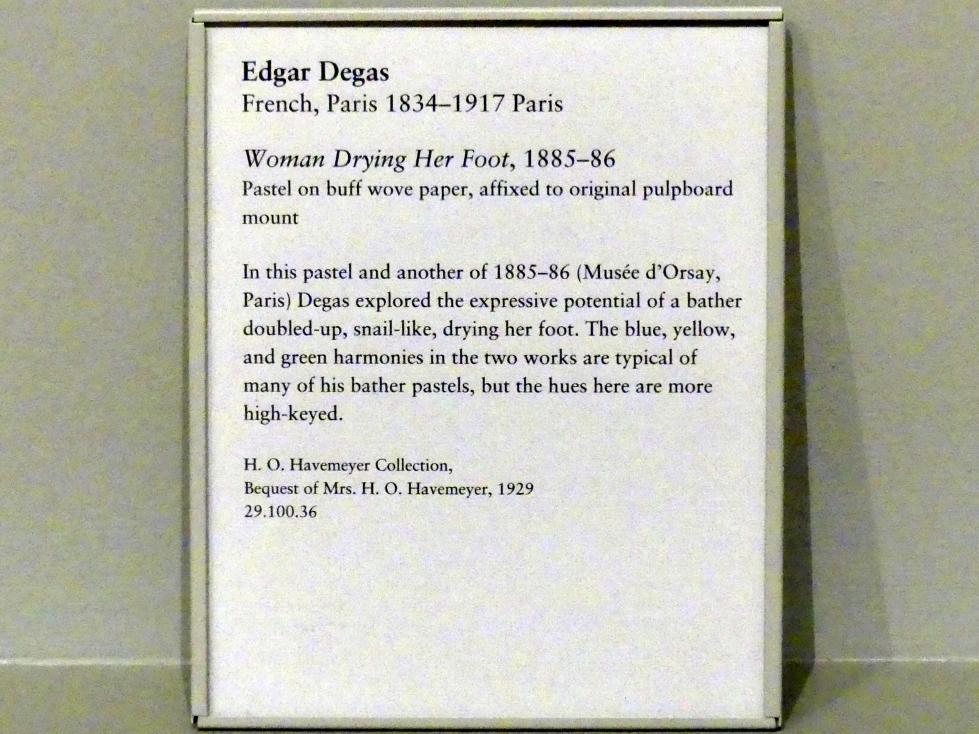 Edgar Degas
French, Paris 1834–1917 Paris
Woman Drying Her Foot, 1885–86
Pastel on buff wove paper, affixed to original pulpboard
mount
In this pastel and another of 1885–86 (Musée d'Orsay,
Paris) Degas explored the expressive potential of a bather
doubled-up, snail-like, drying her foot. The blue, yellow,
and green harmonies in the two works are typical of
many of his bather pastels, but the hues here are more
high-keyed.
H. O. Havemeyer Collection,
Bequest of Mrs. H. O. Havemeyer, 1929
29.100.36